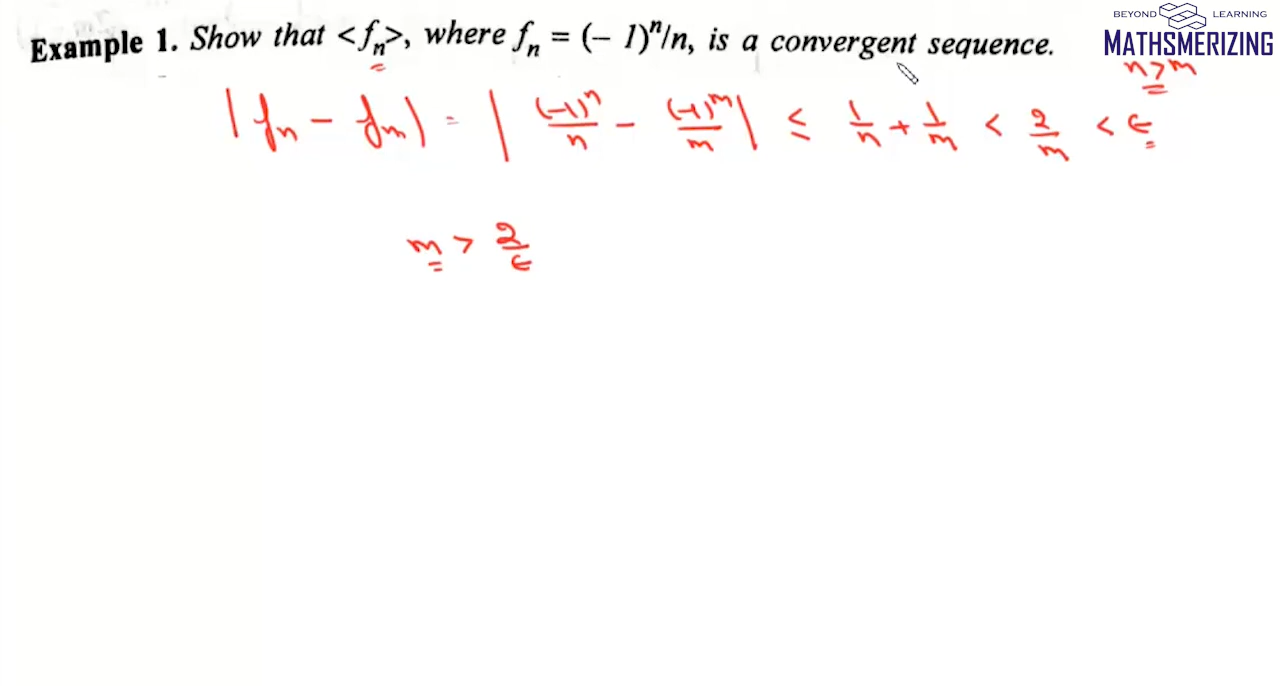 BEYOND LEARNING
MATHSMERIZING
Example 1. Show that <fₙ>, where fₙ = (– 1)ⁿ/n, is a convergent sequence.
n > m
|fₙ - fₘ| = | (-1)ⁿ/n - (-1)ᵐ/m | ≤ 1/n + 1/m < 2/m < ε
m > 2/ε